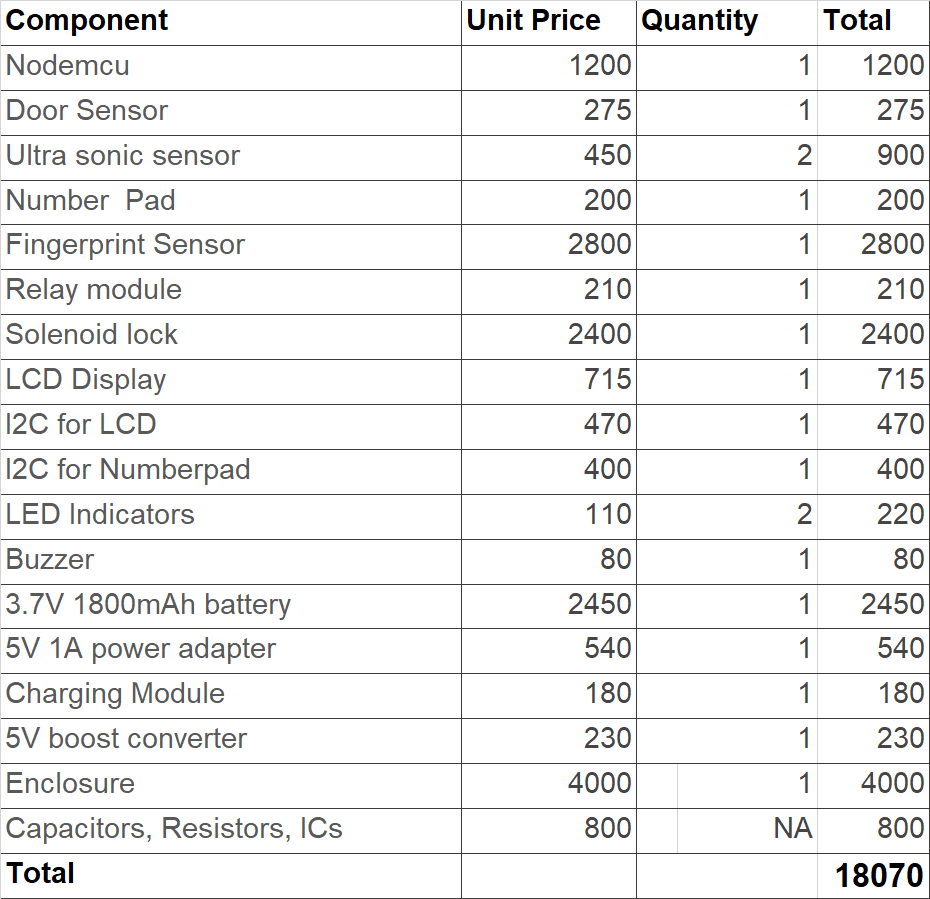 Component Unit Price Quantity Total
Nodemcu 1200 1 1200
Door Sensor 275 1 275
Ultra sonic sensor 450 2 900
Number  Pad 200 1 200
Fingerprint Sensor 2800 1 2800
Relay module 210 1 210
Solenoid lock 2400 1 2400
LCD Display 715 1 715
I2C for LCD 470 1 470
I2C for Numberpad 400 1 400
LED Indicators 110 2 220
Buzzer 80 1 80
3.7V 1800mAh battery 2450 1 2450
5V 1A power adapter 540 1 540
Charging Module 180 1 180
5V boost converter 230 1 230
Enclosure 4000 1 4000
Capacitors, Resistors, ICs 800 NA 800
Total 18070